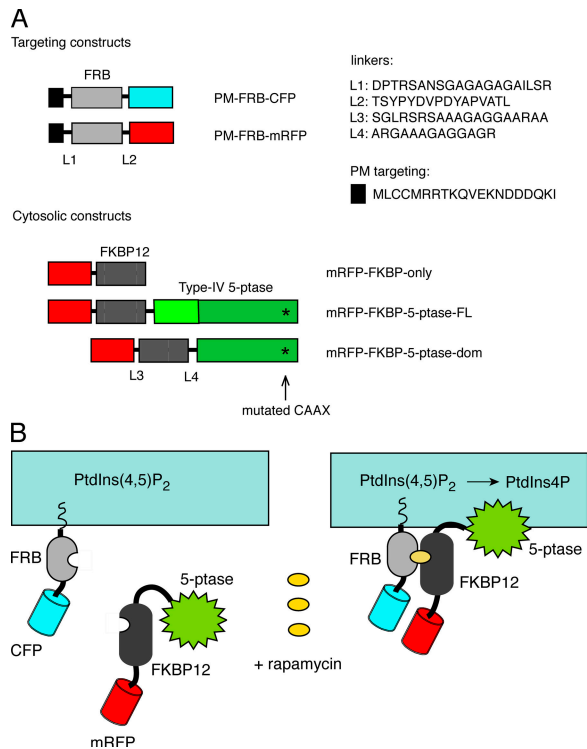 A
Targeting constructs
FRB
PM-FRB-CFP
PM-FRB-mRFP
L1 L2
linkers:
L1: DPTRSANSGAGAGAGAILSR
L2: TSYPYDVPDYAPVATL
L3: SGLRSRSAAAGAGGAARAA
L4: ARGAAAGAGGAGR
PM targeting:
MLCCMRRTKQVEKNDDDQKI
Cytosolic constructs
FKBP12
mRFP-FKBP-only
Type-IV 5-ptase
* mRFP-FKBP-5-ptase-FL
* mRFP-FKBP-5-ptase-dom
L3 L4
mutated CAAX
B
PtdIns(4,5)P2
FRB
CFP
5-ptase
FKBP12
mRFP
+ rapamycin
PtdIns(4,5)P2 → PtdIns4P
FRB
5-ptase
FKBP12